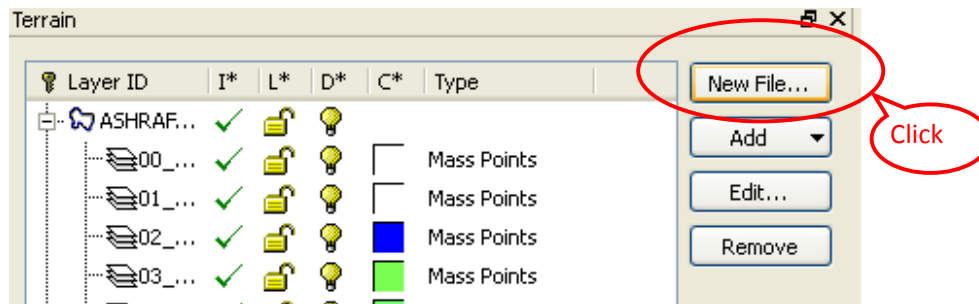 Terrain
Layer ID I* L* D* C* Type
New File...
ASHRAF...
Add
Click
00_... Mass Points
01_... Mass Points
Edit...
02_... Mass Points
Remove
03_... Mass Points